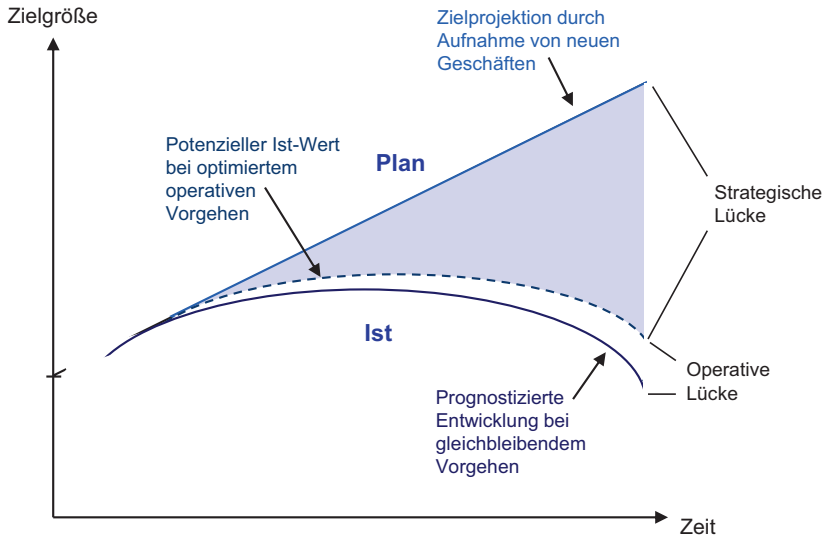 Zielgröße
Zielprojektion durch
Aufnahme von neuen
Geschäften
Potenzieller Ist-Wert
bei optimiertem
operativen
Vorgehen
Plan
Strategische
Lücke
Ist
Operative
Lücke
Prognostizierte
Entwicklung bei
gleichbleibendem
Vorgehen
Zeit